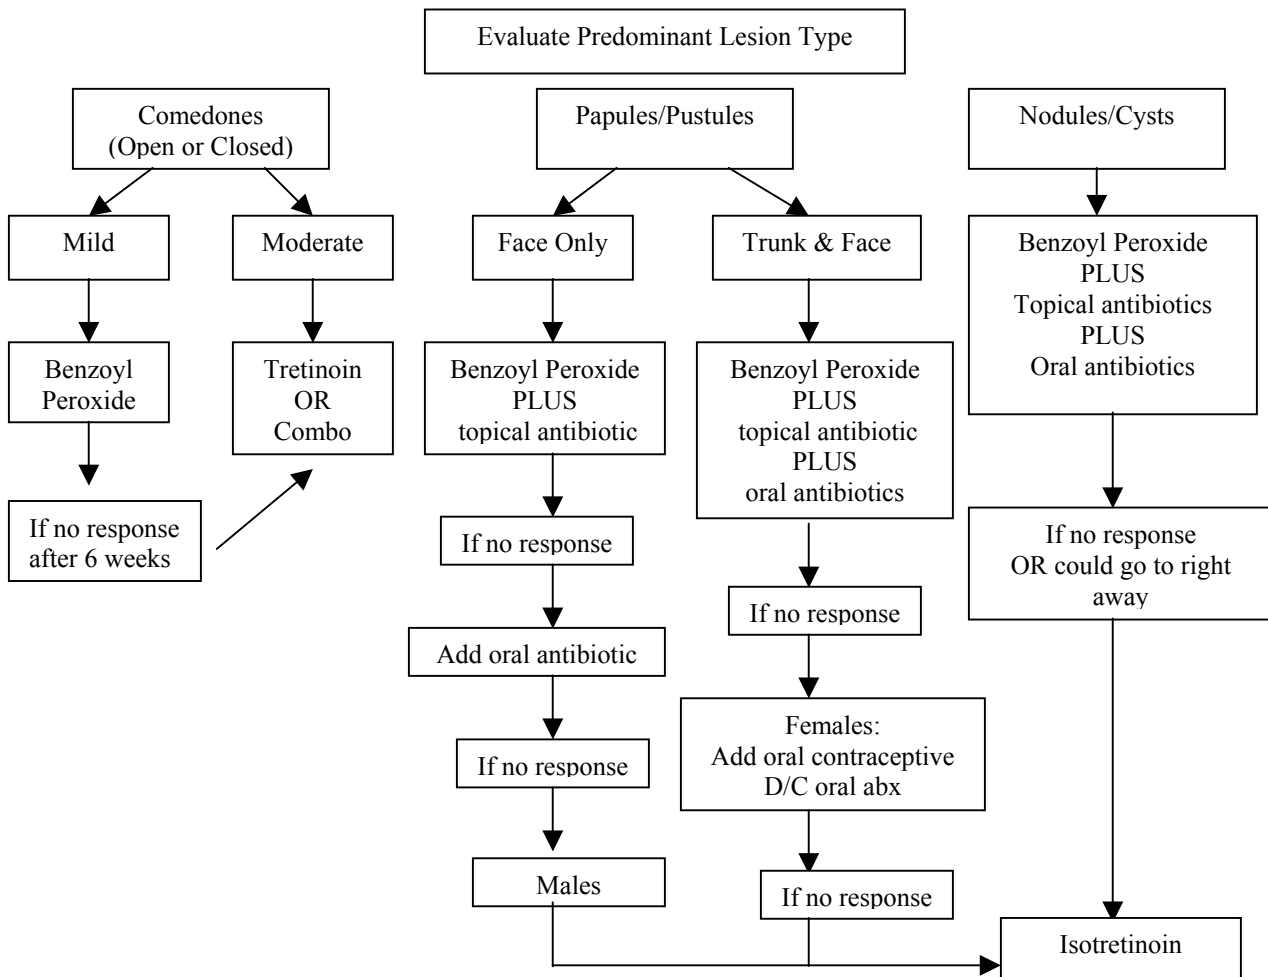 Evaluate Predominant Lesion Type
Comedones
(Open or Closed)
Papules/Pustules
Nodules/Cysts
Mild
Moderate
Face Only
Trunk & Face
Benzoyl Peroxide
PLUS
Topical antibiotics
PLUS
Oral antibiotics
Benzoyl
Peroxide
Tretinoin
OR
Combo
Benzoyl Peroxide
PLUS
topical antibiotic
Benzoyl Peroxide
PLUS
topical antibiotic
PLUS
oral antibiotics
If no response
after 6 weeks
If no response
If no response
OR could go to right
away
If no response
Add oral antibiotic
Females:
Add oral contraceptive
D/C oral abx
If no response
Males
If no response
Isotretinoin